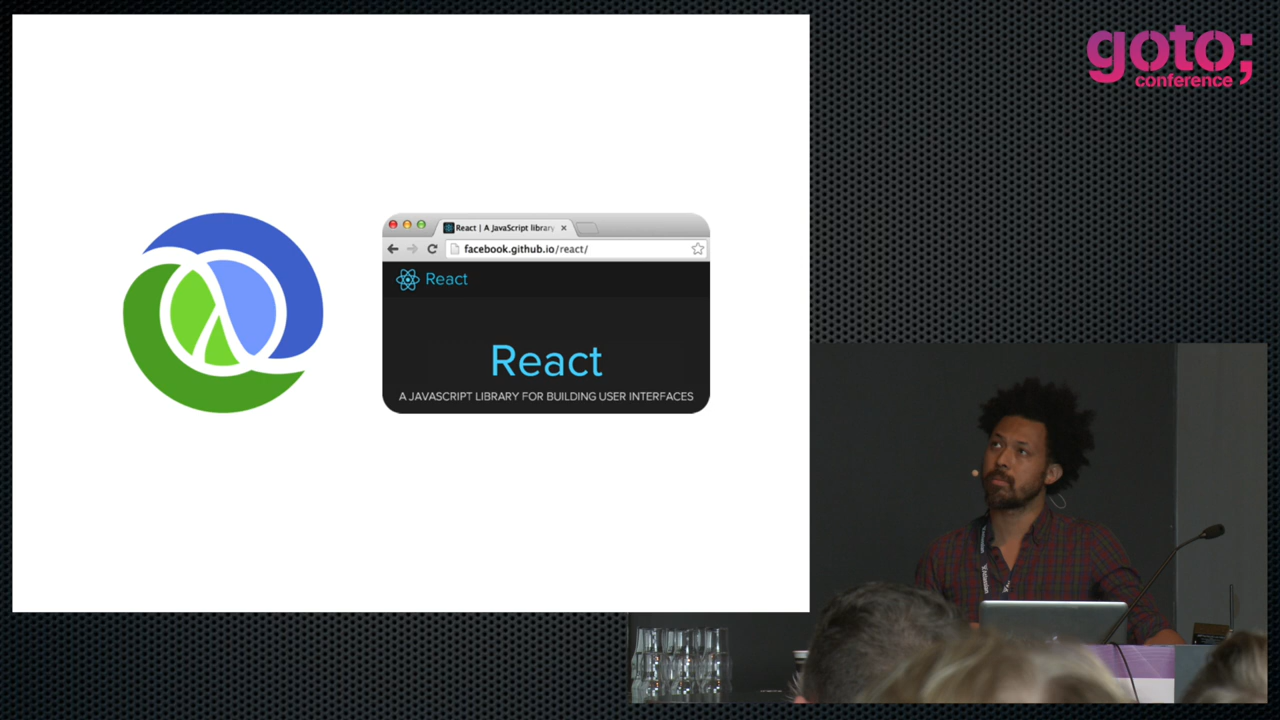 goto;
conference
React | A JavaScript library
facebook.github.io/react/
React
React
A JAVASCRIPT LIBRARY FOR BUILDING USER INTERFACES